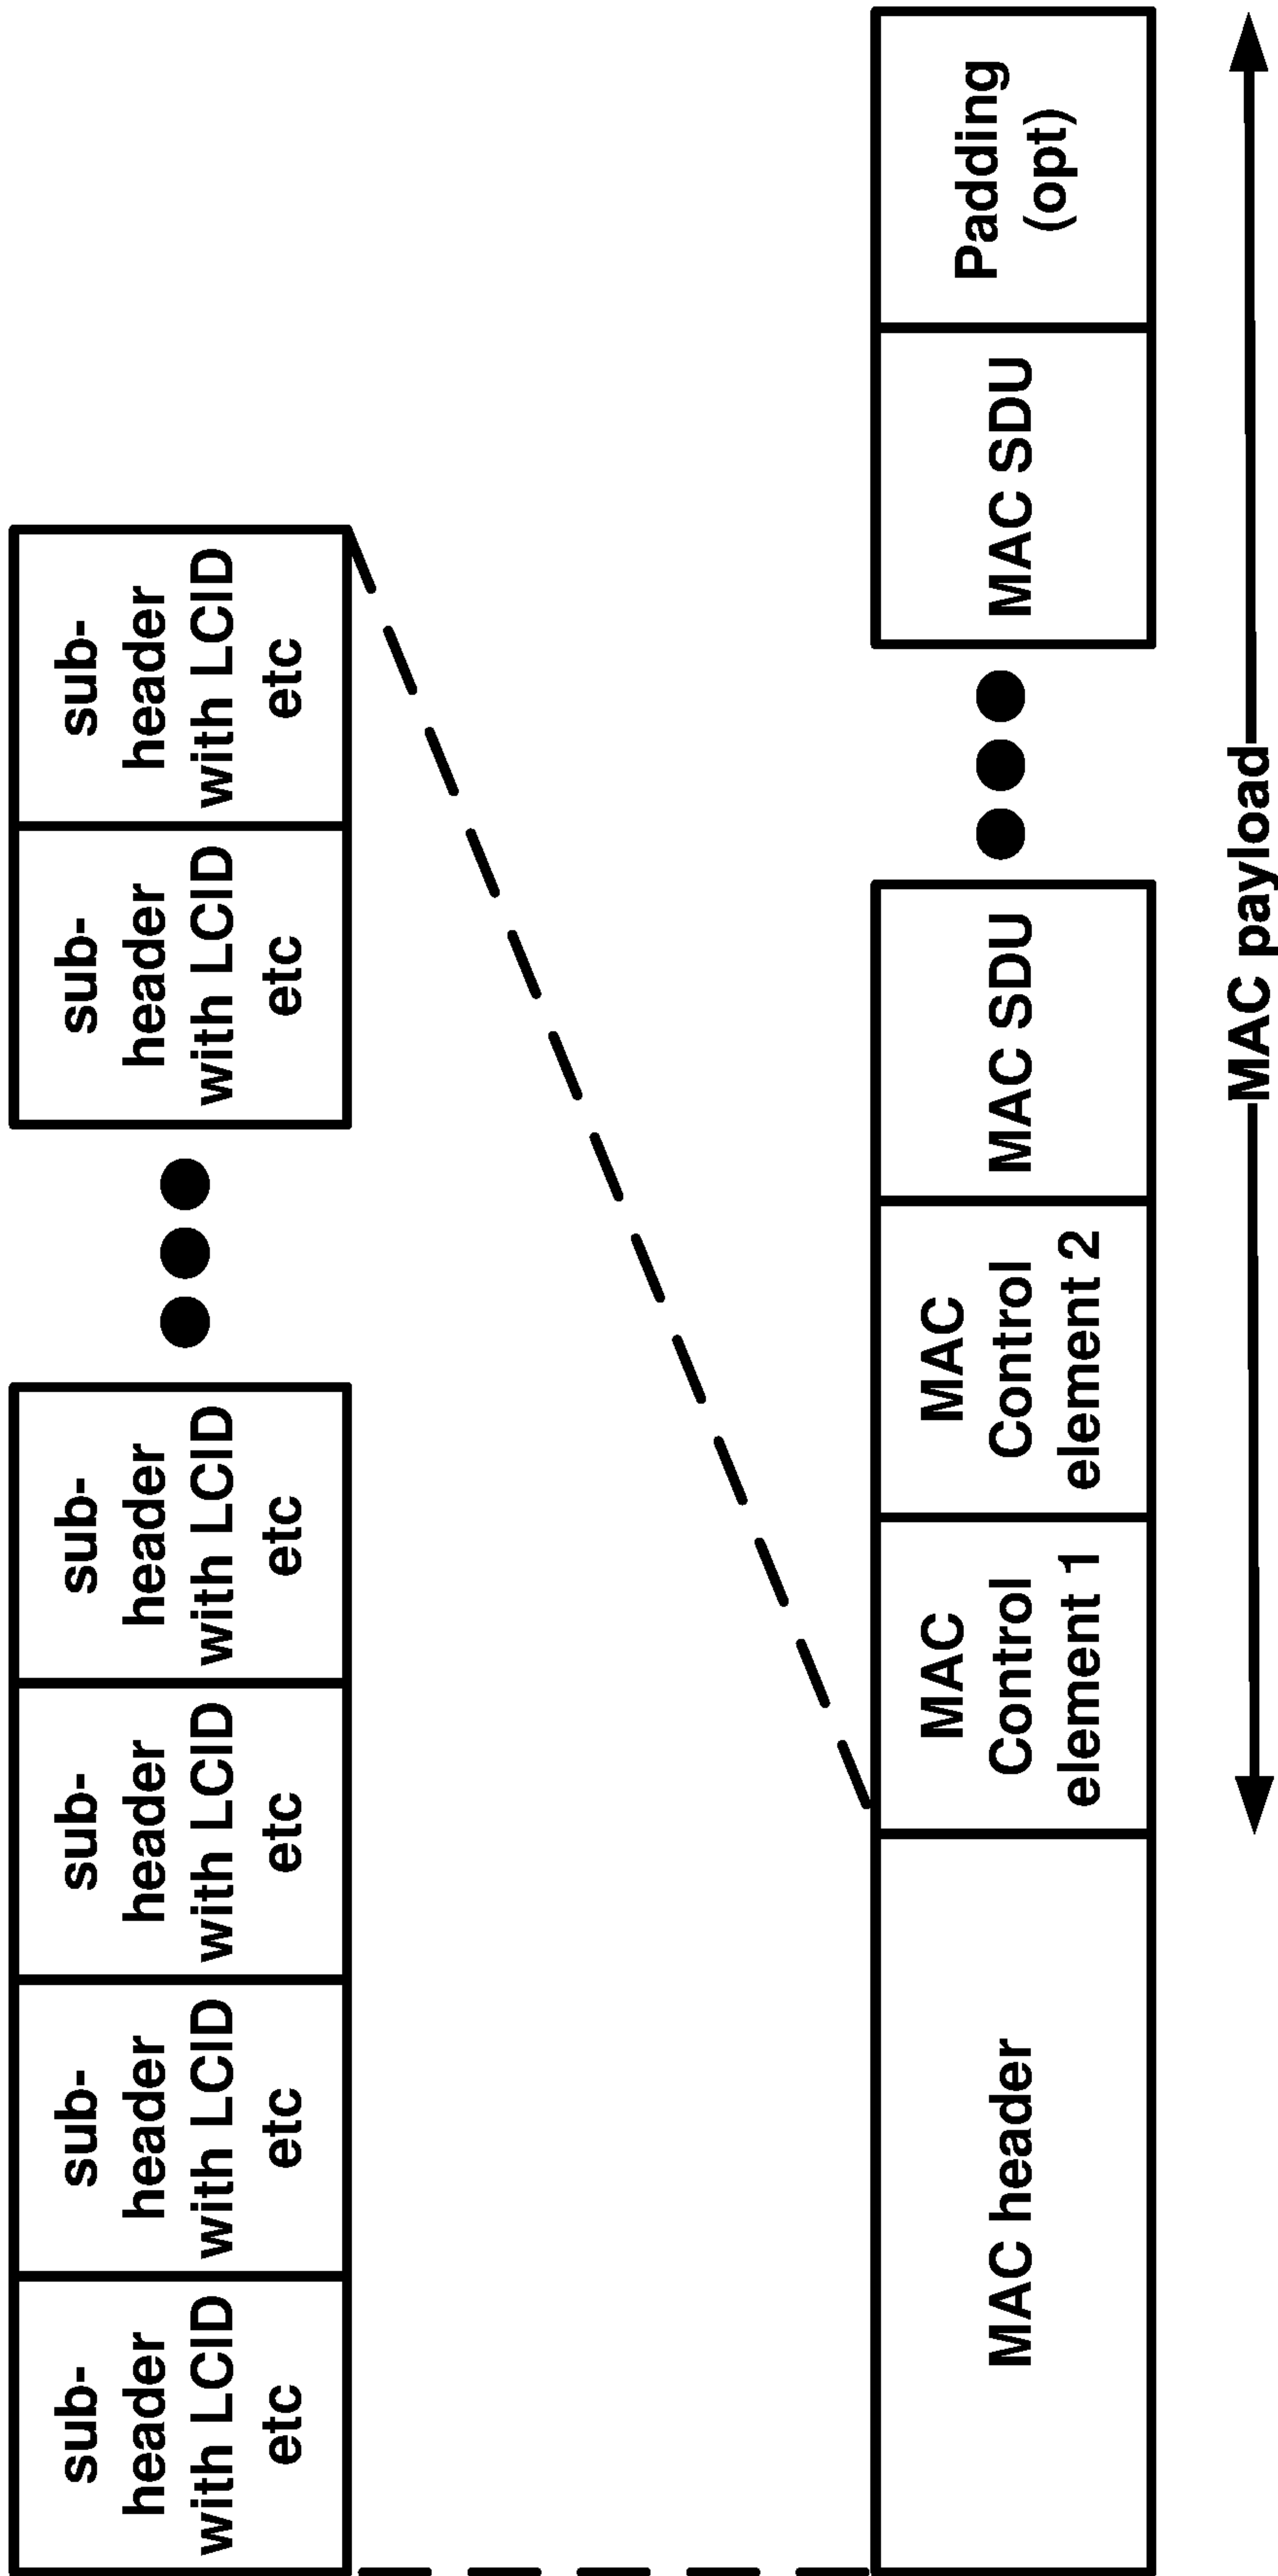 sub-
header
with LCID
etc
sub-
header
with LCID
etc
sub-
header
with LCID
etc
sub-
header
with LCID
etc
sub-
header
with LCID
etc
sub-
header
with LCID
etc
MAC header
MAC
Control
element 1
MAC
Control
element 2
MAC SDU
MAC SDU
Padding
(opt)
MAC payload